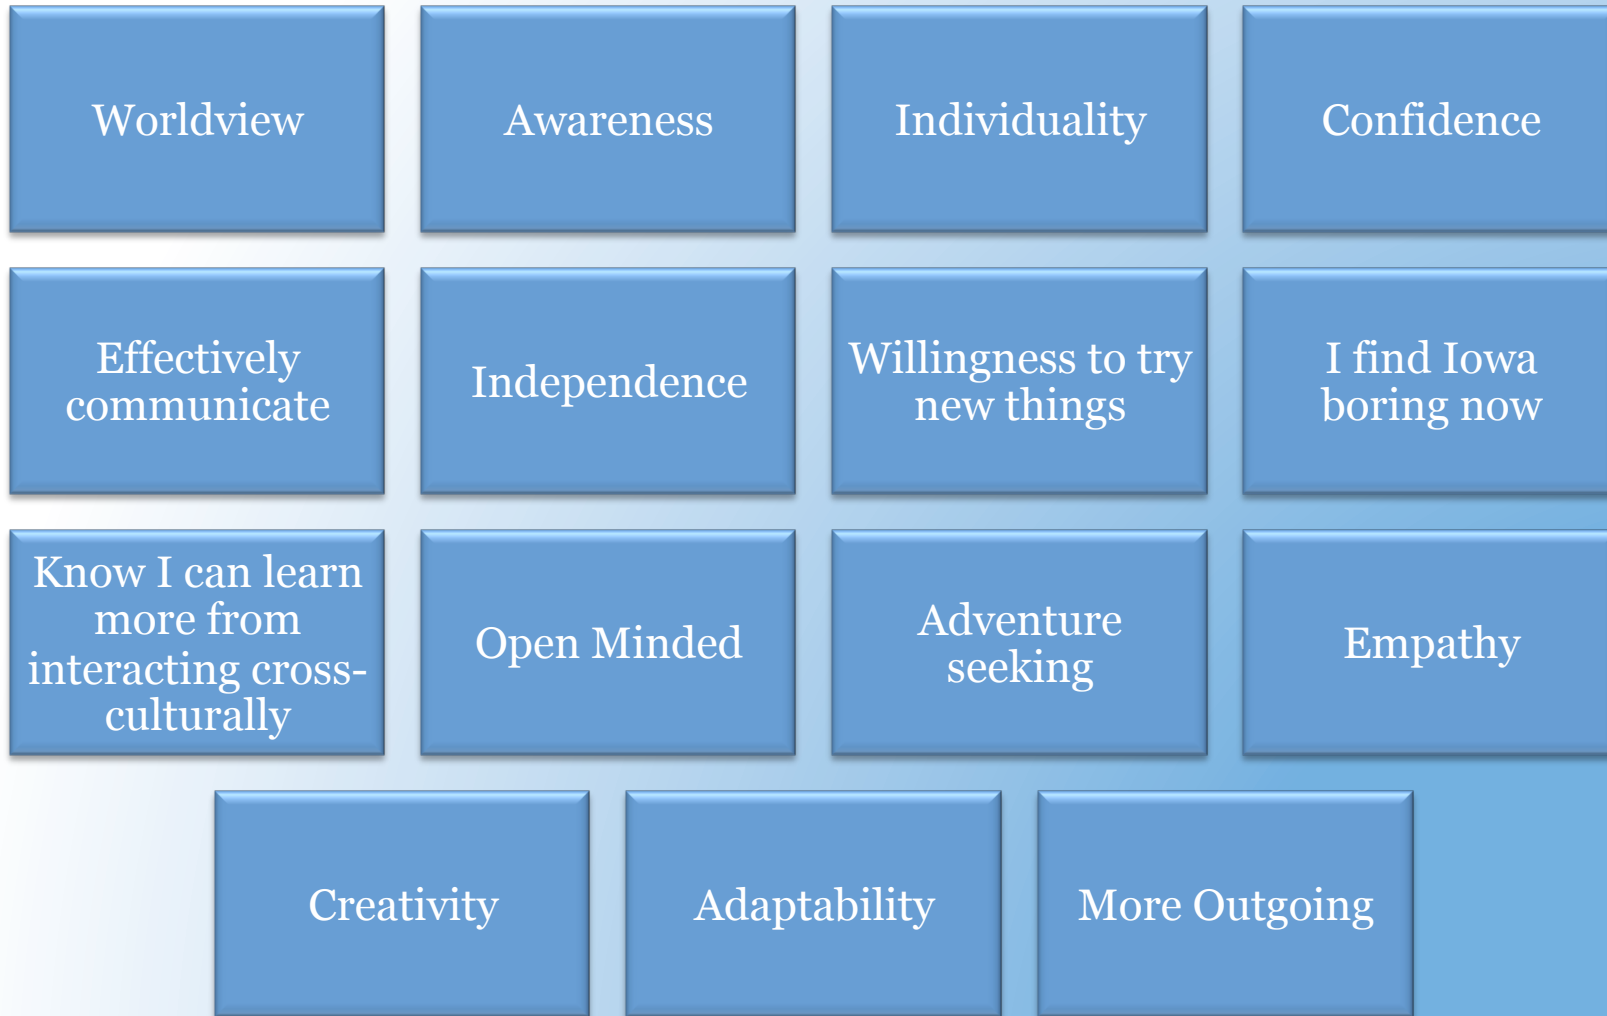 Worldview
Awareness
Individuality
Confidence
Effectively
communicate
Independence
Willingness to try
new things
I find Iowa
boring now
Know I can learn
more from
interacting cross-
culturally
Open Minded
Adventure
seeking
Empathy
Creativity
Adaptability
More Outgoing